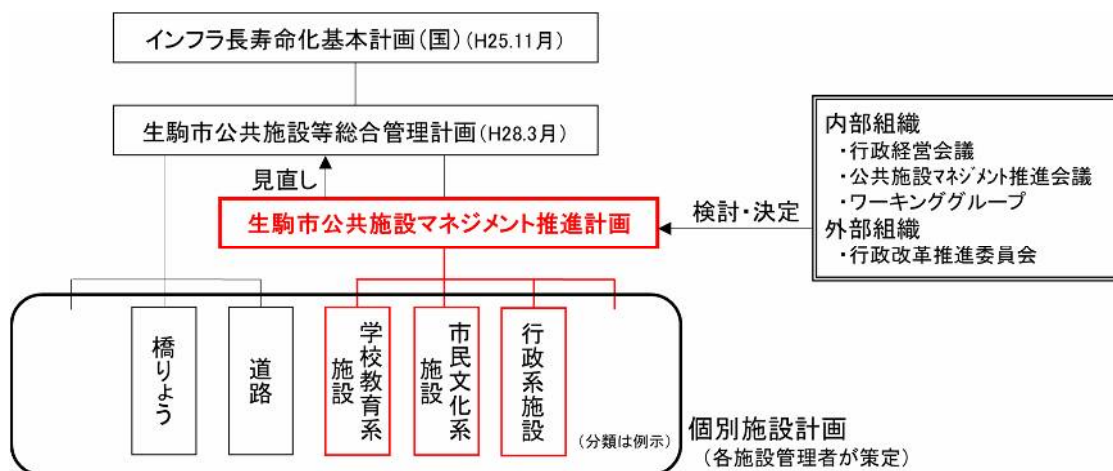 インフラ長寿命化基本計画(国)(H25.11月)
生駒市公共施設等総合管理計画(H28.3月)
見直し
生駒市公共施設マネジメント推進計画
検討・決定
内部組織
・行政経営会議
・公共施設ﾏﾈｼﾞﾒﾝﾄ推進会議
・ワーキンググループ
外部組織
・行政改革推進委員会
橋りょう
道路
学校教育系
施設
市民文化系
施設
行政系施設
(分類は例示)
個別施設計画
(各施設管理者が策定)